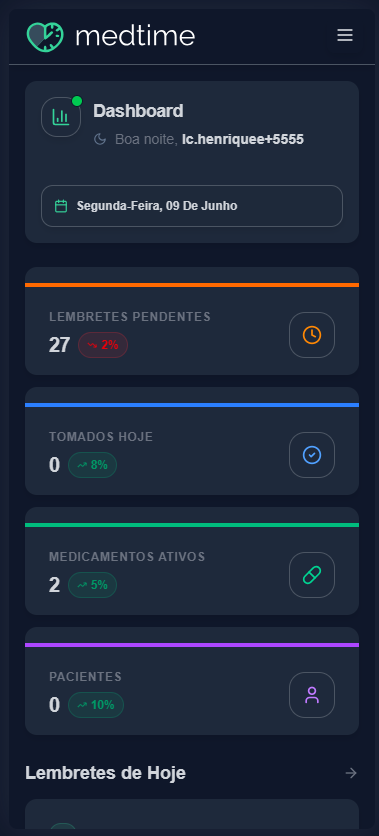 medtime
Dashboard
Boa noite, lc.henriquee+5555
Segunda-Feira, 09 De Junho
LEMBRETES PENDENTES
27 2%
TOMADOS HOJE
0 8%
MEDICAMENTOS ATIVOS
2 5%
PACIENTES
0 10%
Lembretes de Hoje